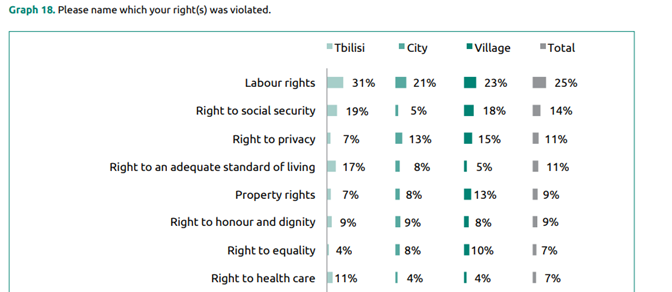 Graph 18. Please name which your right(s) was violated.
Tbilisi City Village Total
Labour rights 31% 21% 23% 25%
Right to social security 19% 5% 18% 14%
Right to privacy 7% 13% 15% 11%
Right to an adequate standard of living 17% 8% 5% 11%
Property rights 7% 8% 13% 9%
Right to honour and dignity 9% 9% 8% 9%
Right to equality 4% 8% 10% 7%
Right to health care 11% 4% 4% 7%